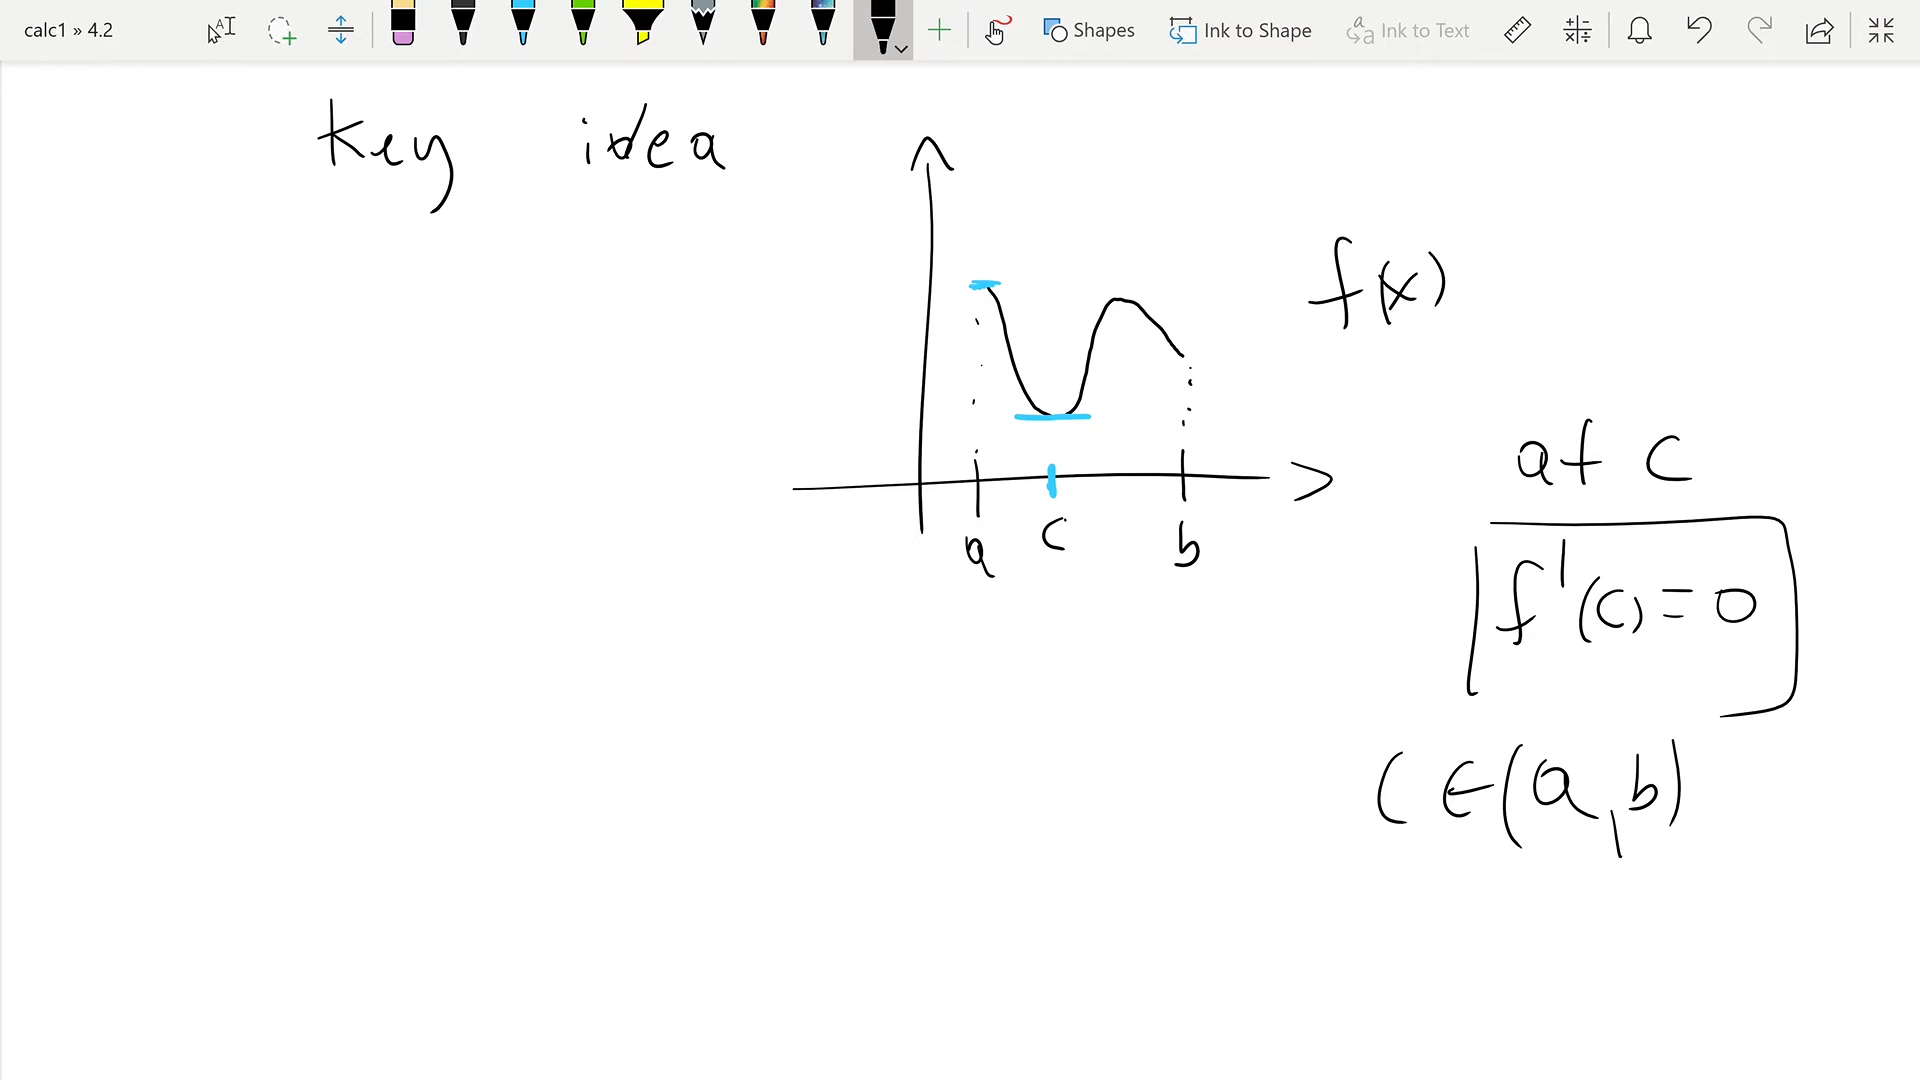 calc1 » 4.2
Shapes
Ink to Shape
Ink to Text
Key idea
f(x)
at c
f'(c) = 0
a c b
c ∈ (a, b)